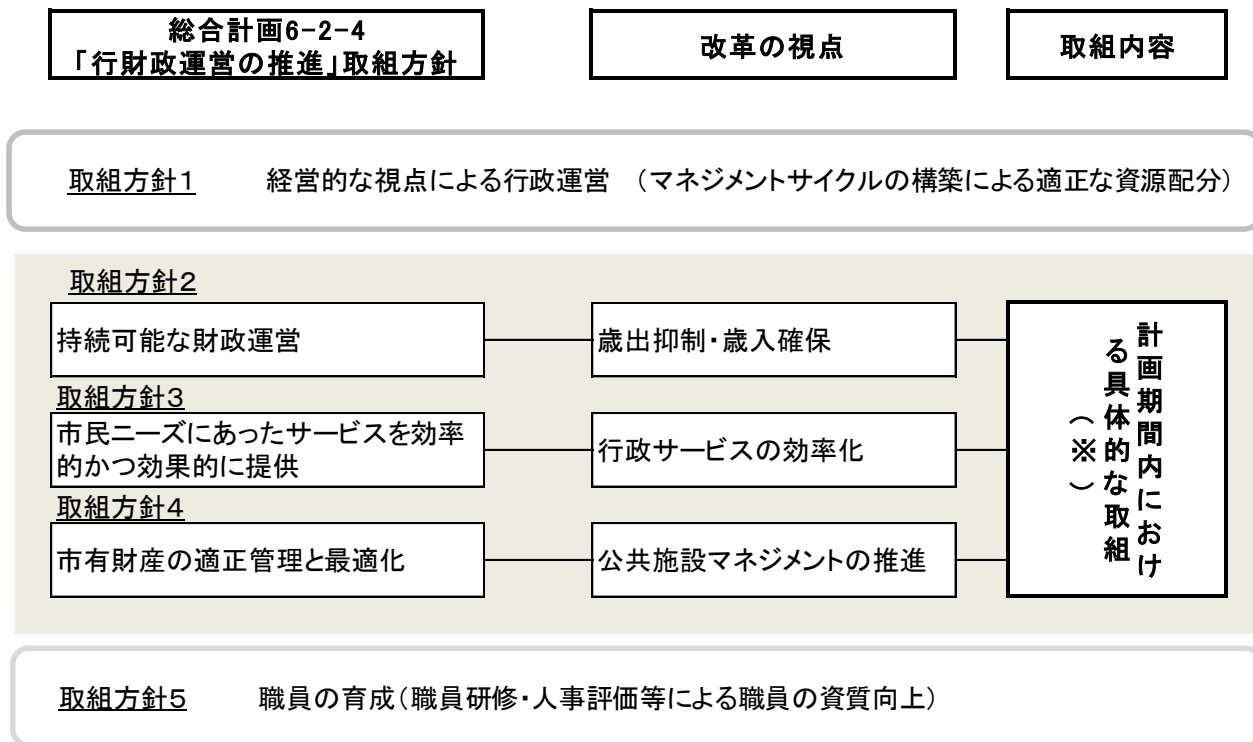 総合計画6-2-4
「行財政運営の推進」取組方針
改革の視点
取組内容
取組方針1 経営的な視点による行政運営 （マネジメントサイクルの構築による適正な資源配分）
取組方針2
持続可能な財政運営
歳出抑制・歳入確保
取組方針3
市民ニーズにあったサービスを効率
的かつ効果的に提供
行政サービスの効率化
取組方針4
市有財産の適正管理と最適化
公共施設マネジメントの推進
計画期間内におけ
る具体的な取組
（※）
取組方針5 職員の育成（職員研修・人事評価等による職員の資質向上）